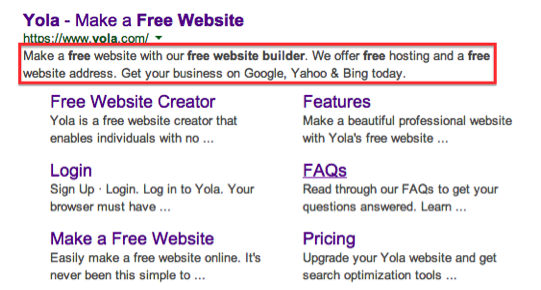 Yola - Make a Free Website
https://www.yola.com/
Make a free website with our free website builder. We offer free hosting and a free
website address. Get your business on Google, Yahoo & Bing today.
Free Website Creator
Yola is a free website creator that
enables individuals with no ...
Features
Make a beautiful professional website
with Yola's free website ...
Login
Sign Up · Login. Log in to Yola. Your
browser must have ...
FAQs
Read through our FAQs to get your
questions answered. Learn ...
Make a Free Website
Easily make a free website online. It's
never been this simple to ...
Pricing
Upgrade your Yola website and get
search optimization tools ...